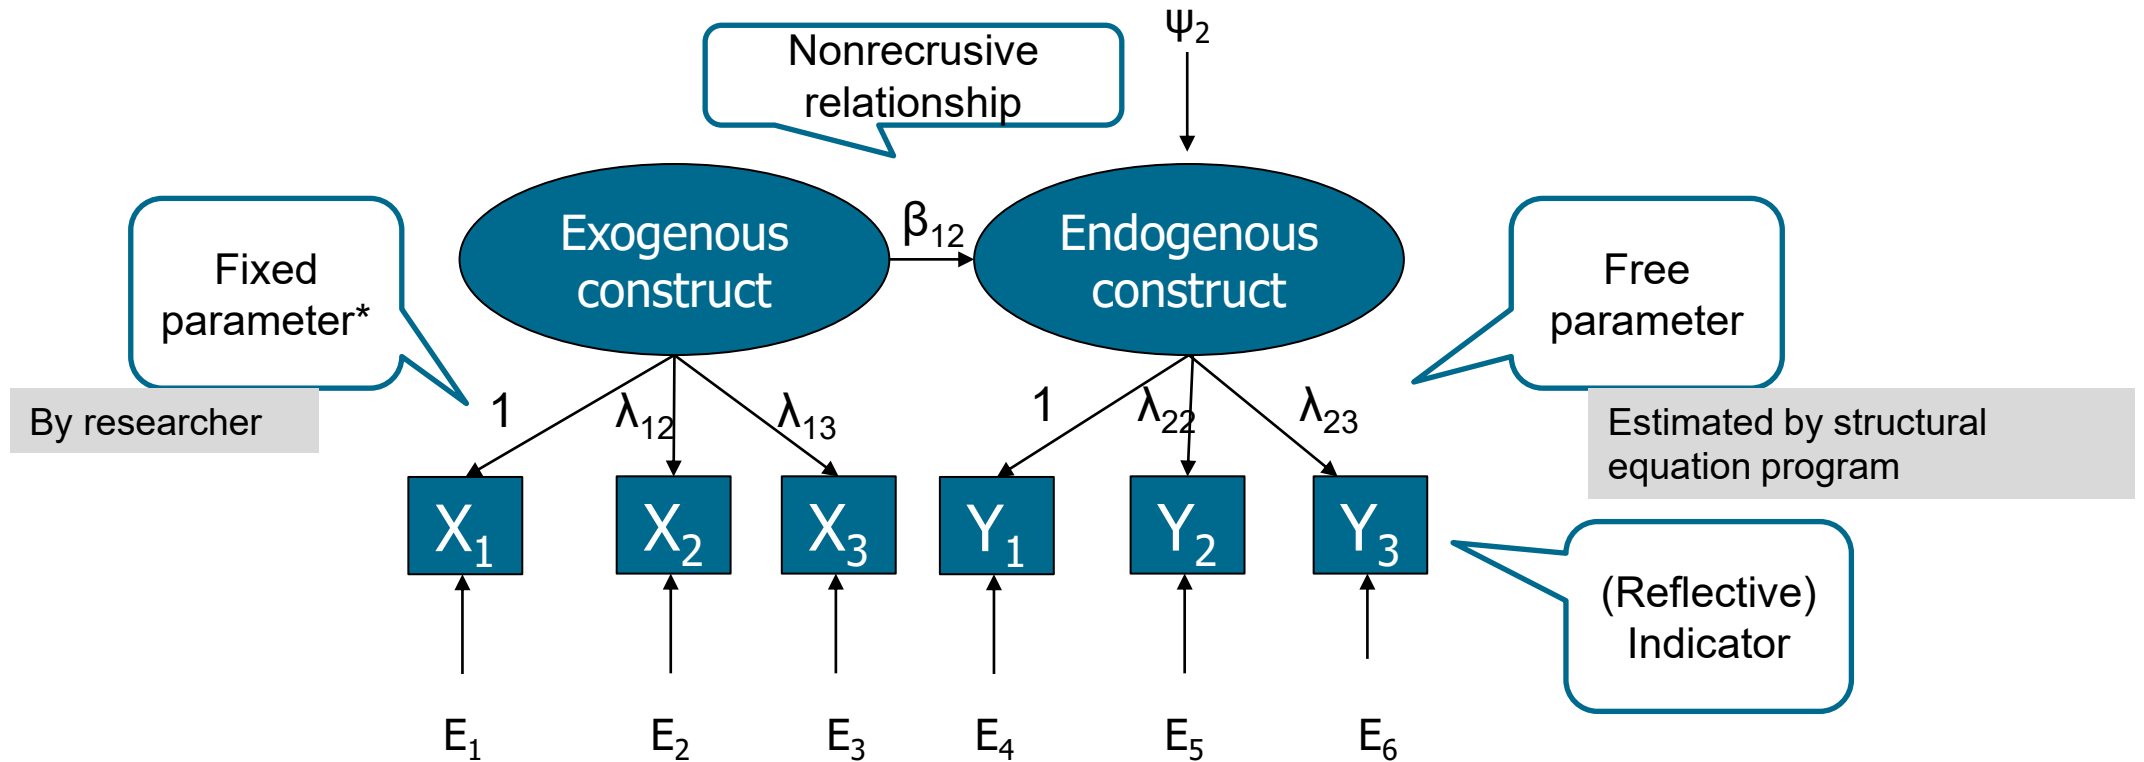 ψ₂
Nonrecrusive
relationship
Exogenous
construct
β₁₂
Endogenous
construct
Fixed
parameter*
By researcher
Free
parameter
Estimated by structural
equation program
1
λ₁₂
λ₁₃
1
λ₂₂
λ₂₃
X₁
X₂
X₃
Y₁
Y₂
Y₃
(Reflective)
Indicator
E₁
E₂
E₃
E₄
E₅
E₆